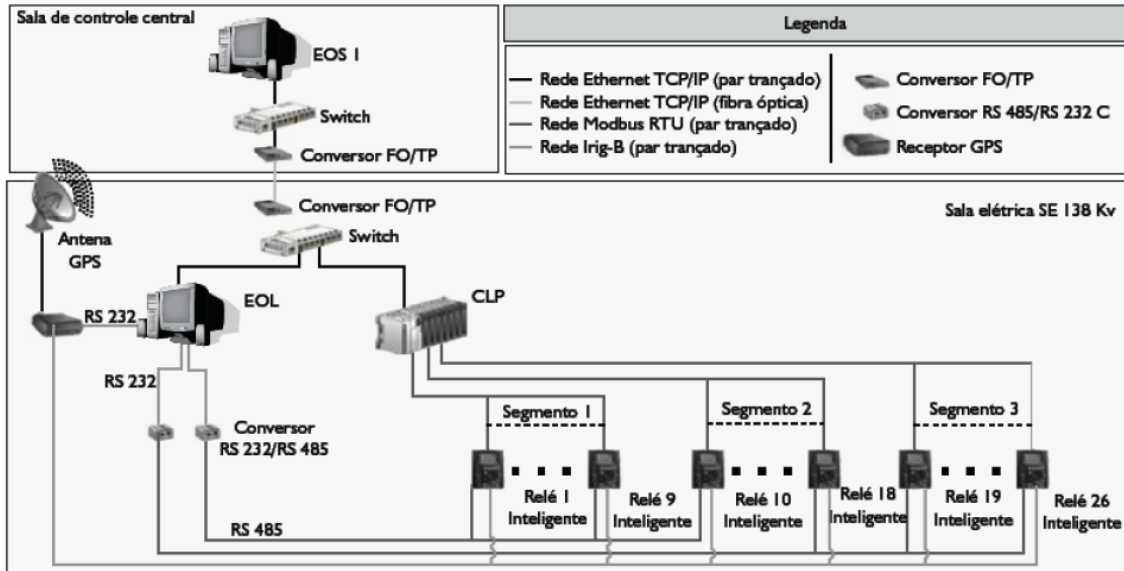 Sala de controle central
EOS 1
Switch
Conversor FO/TP
Legenda
Rede Ethernet TCP/IP (par trançado)
Rede Ethernet TCP/IP (fibra óptica)
Rede Modbus RTU (par trançado)
Rede Irig-B (par trançado)
Conversor FO/TP
Conversor RS 485/RS 232 C
Receptor GPS
Conversor FO/TP
Switch
Sala elétrica SE 138 Kv
Antena
GPS
EOL
CLP
RS 232
RS 232
Conversor
RS 232/RS 485
RS 485
Segmento 1
Segmento 2
Segmento 3
Relé 1
Inteligente
Relé 9
Inteligente
Relé 10
Inteligente
Relé 18
Inteligente
Relé 19
Inteligente
Relé 26
Inteligente